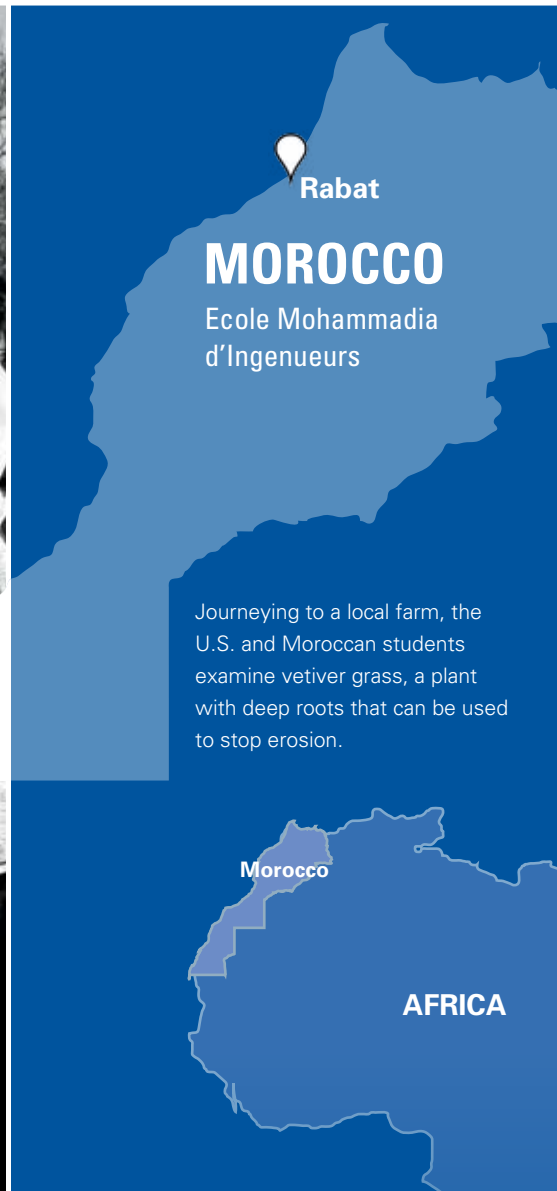 Rabat
MOROCCO
Ecole Mohammadia
d'Ingenueurs
Journeying to a local farm, the
U.S. and Moroccan students
examine vetiver grass, a plant
with deep roots that can be used
to stop erosion.
Morocco
AFRICA